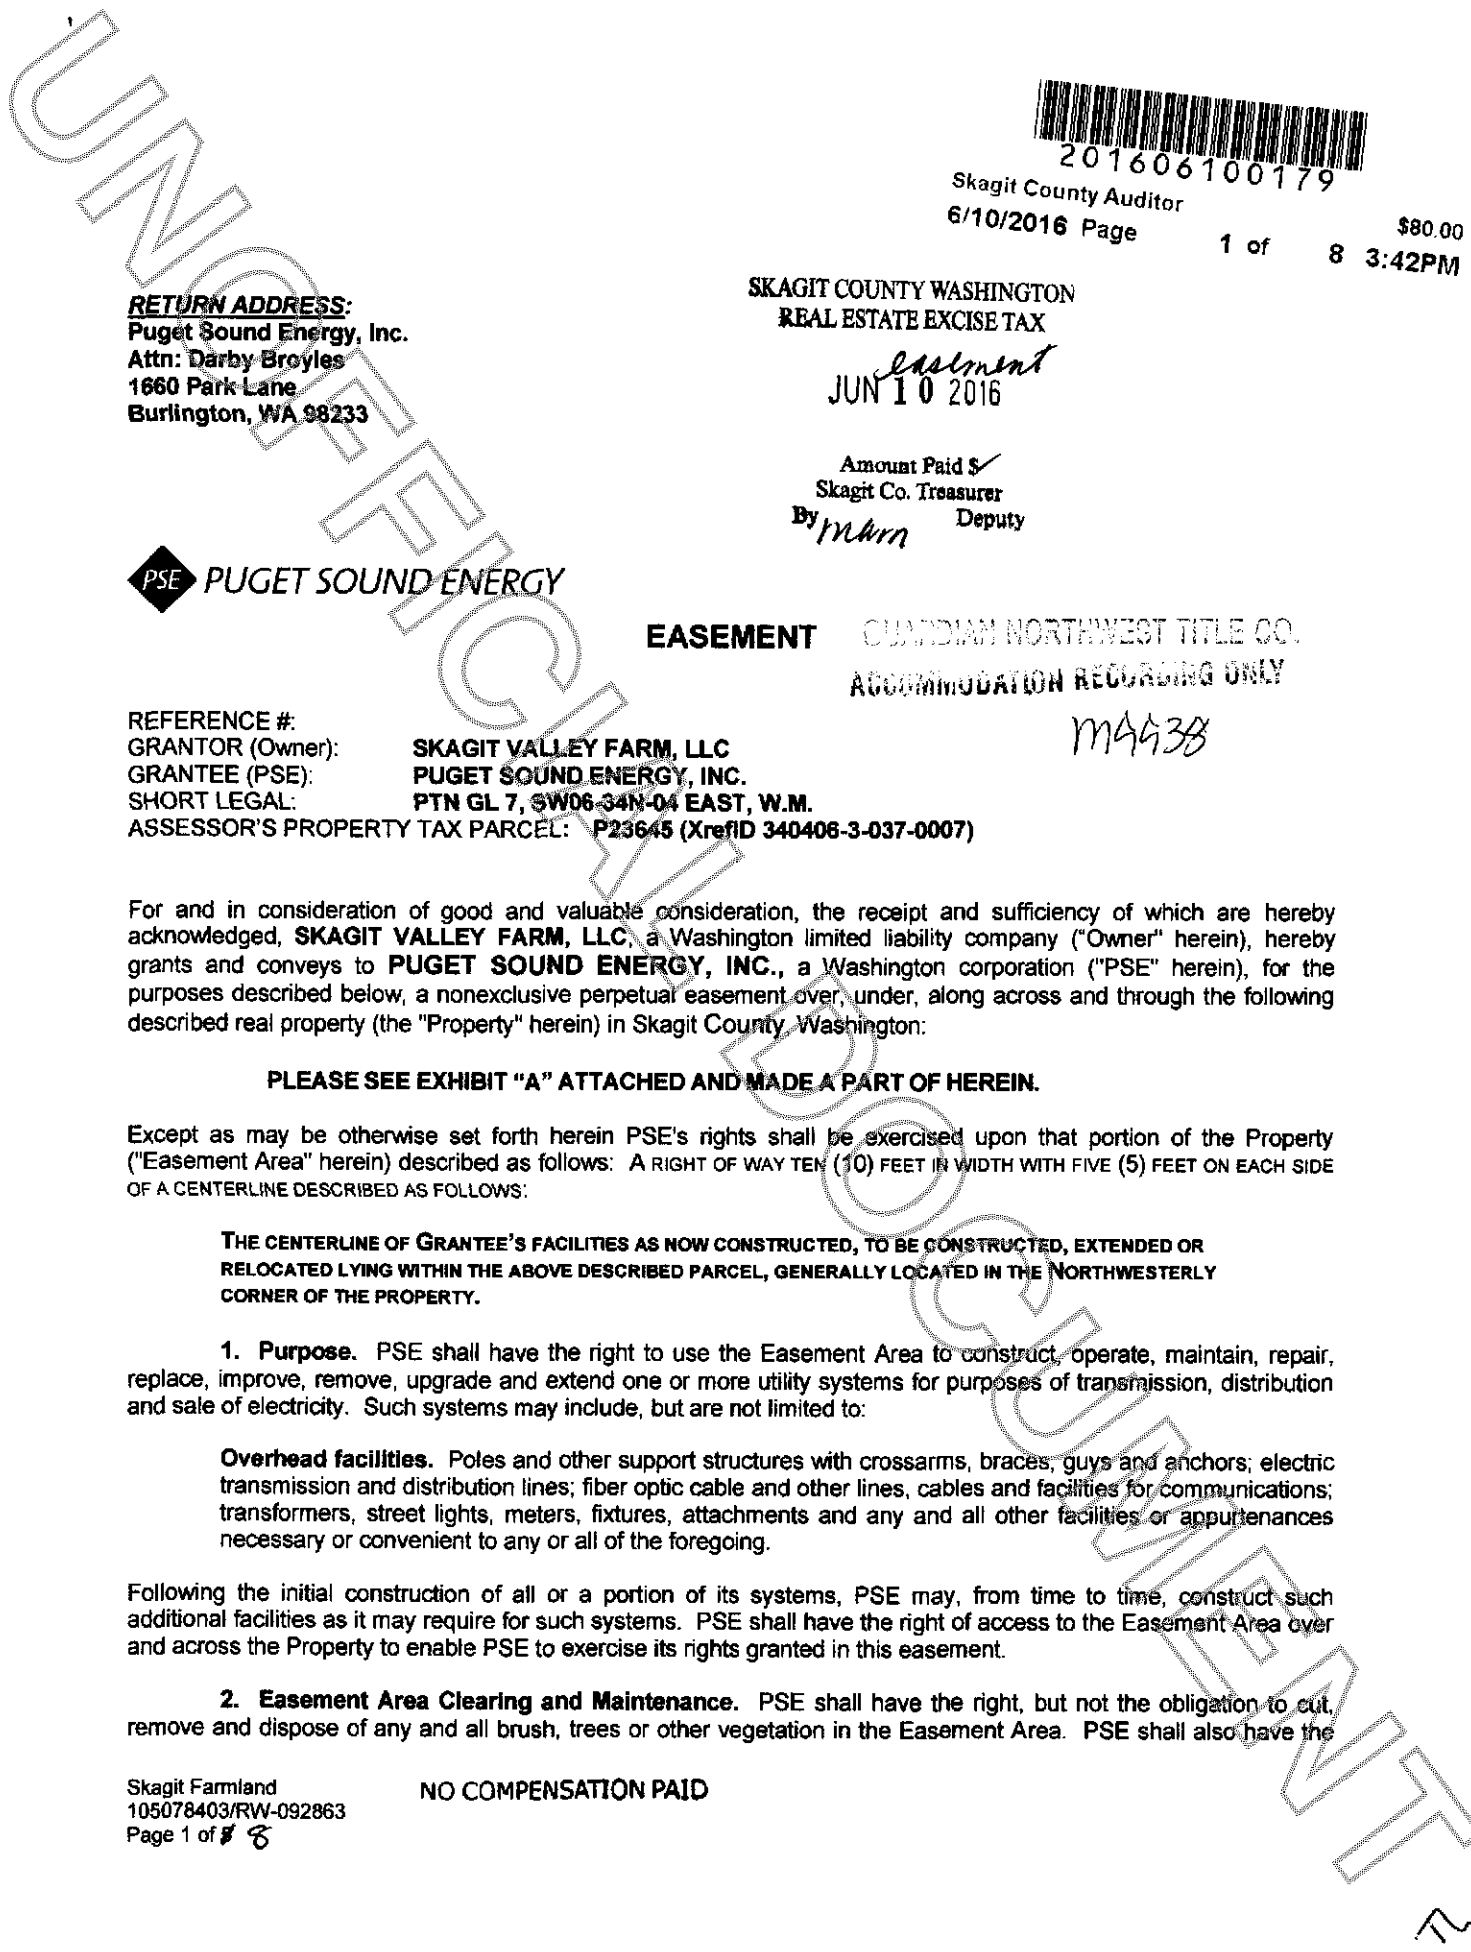 201606100179
Skagit County Auditor
$80.00
6/10/2016 Page 1 of 8 3:42PM
SKAGIT COUNTY WASHINGTON
REAL ESTATE EXCISE TAX
easement
JUN 10 2016
Amount Paid $
Skagit Co. Treasurer
By Mam Deputy
RETURN ADDRESS:
Puget Sound Energy, Inc.
Attn: Darby Broyles
1660 Park Lane
Burlington, WA 98233
PSE PUGET SOUND ENERGY
EASEMENT
GUARDIAN NORTHWEST TITLE CO.
ACCOMMODATION RECORDING ONLY
M9938
REFERENCE #:
GRANTOR (Owner): SKAGIT VALLEY FARM, LLC
GRANTEE (PSE): PUGET SOUND ENERGY, INC.
SHORT LEGAL: PTN GL 7, SW06-34N-04 EAST, W.M.
ASSESSOR'S PROPERTY TAX PARCEL: P23645 (XrefID 340406-3-037-0007)
For and in consideration of good and valuable consideration, the receipt and sufficiency of which are hereby
acknowledged, SKAGIT VALLEY FARM, LLC, a Washington limited liability company ("Owner" herein), hereby
grants and conveys to PUGET SOUND ENERGY, INC., a Washington corporation ("PSE" herein), for the
purposes described below, a nonexclusive perpetual easement over, under, along across and through the following
described real property (the "Property" herein) in Skagit County, Washington:
PLEASE SEE EXHIBIT "A" ATTACHED AND MADE A PART OF HEREIN.
Except as may be otherwise set forth herein PSE's rights shall be exercised upon that portion of the Property
("Easement Area" herein) described as follows: A RIGHT OF WAY TEN (10) FEET IN WIDTH WITH FIVE (5) FEET ON EACH SIDE
OF A CENTERLINE DESCRIBED AS FOLLOWS:
THE CENTERLINE OF GRANTEE'S FACILITIES AS NOW CONSTRUCTED, TO BE CONSTRUCTED, EXTENDED OR
RELOCATED LYING WITHIN THE ABOVE DESCRIBED PARCEL, GENERALLY LOCATED IN THE NORTHWESTERLY
CORNER OF THE PROPERTY.
1. Purpose. PSE shall have the right to use the Easement Area to construct, operate, maintain, repair,
replace, improve, remove, upgrade and extend one or more utility systems for purposes of transmission, distribution
and sale of electricity. Such systems may include, but are not limited to:
Overhead facilities. Poles and other support structures with crossarms, braces, guys and anchors; electric
transmission and distribution lines; fiber optic cable and other lines, cables and facilities for communications;
transformers, street lights, meters, fixtures, attachments and any and all other facilities or appurtenances
necessary or convenient to any or all of the foregoing.
Following the initial construction of all or a portion of its systems, PSE may, from time to time, construct such
additional facilities as it may require for such systems. PSE shall have the right of access to the Easement Area over
and across the Property to enable PSE to exercise its rights granted in this easement.
2. Easement Area Clearing and Maintenance. PSE shall have the right, but not the obligation to cut,
remove and dispose of any and all brush, trees or other vegetation in the Easement Area. PSE shall also have the
Skagit Farmland
105078403/RW-092863
Page 1 of 8
NO COMPENSATION PAID
UNOFFICIAL DOCUMENT